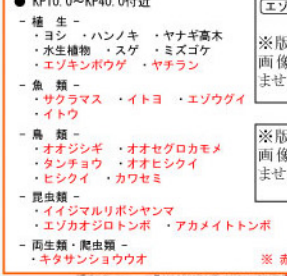 ● KP10.0~KP40.0付近
- 植 生 -
・ヨシ ・ハンノキ ・ヤナギ高木
・水生植物 ・スゲ ・ミズゴケ
・エゾキンポウゲ ・ヤチラン
- 魚 類 -
・サクラマス ・イトヨ ・エゾウグイ
・イトウ
- 鳥 類 -
・オオジシギ ・オオセグロカモメ
・タンチョウ ・オオヒシクイ
・ヒシクイ ・カワセミ
- 昆虫類 -
・イイジマルリボシヤンマ
・エゾカオジロトンボ ・アカメイトトンボ
- 両生類・爬虫類 -
・キタサンショウウオ
エゾ
※版
画像
ませ
※版
画像
ませ
※ 赤